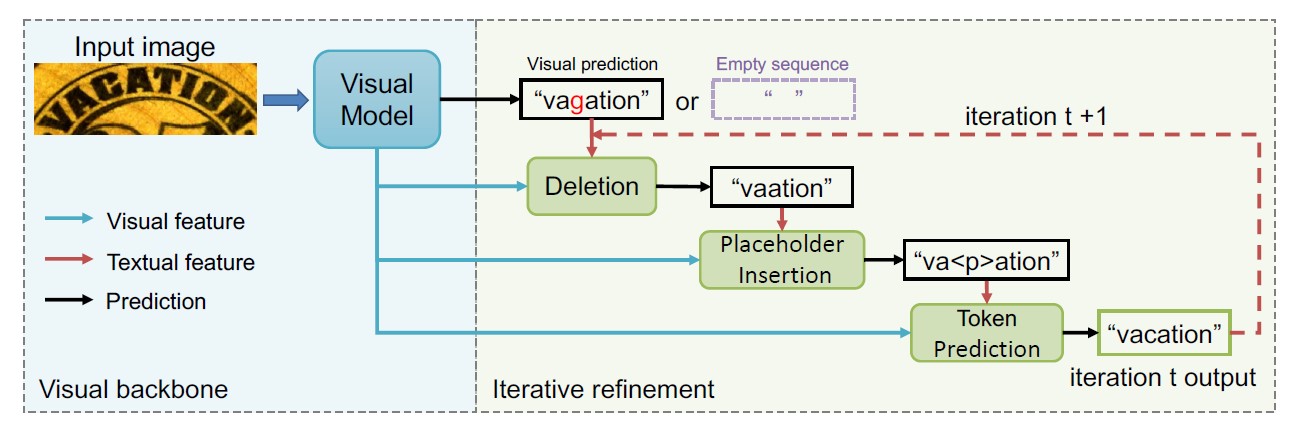 Input image
VACATION
Visual
Model
Visual prediction
“vagation”
or
Empty sequence
“ ”
iteration t +1
Deletion
“vaation”
Visual feature
Textual feature
Prediction
Placeholder
Insertion
“va<p>ation”
Token
Prediction
“vacation”
iteration t output
Visual backbone
Iterative refinement